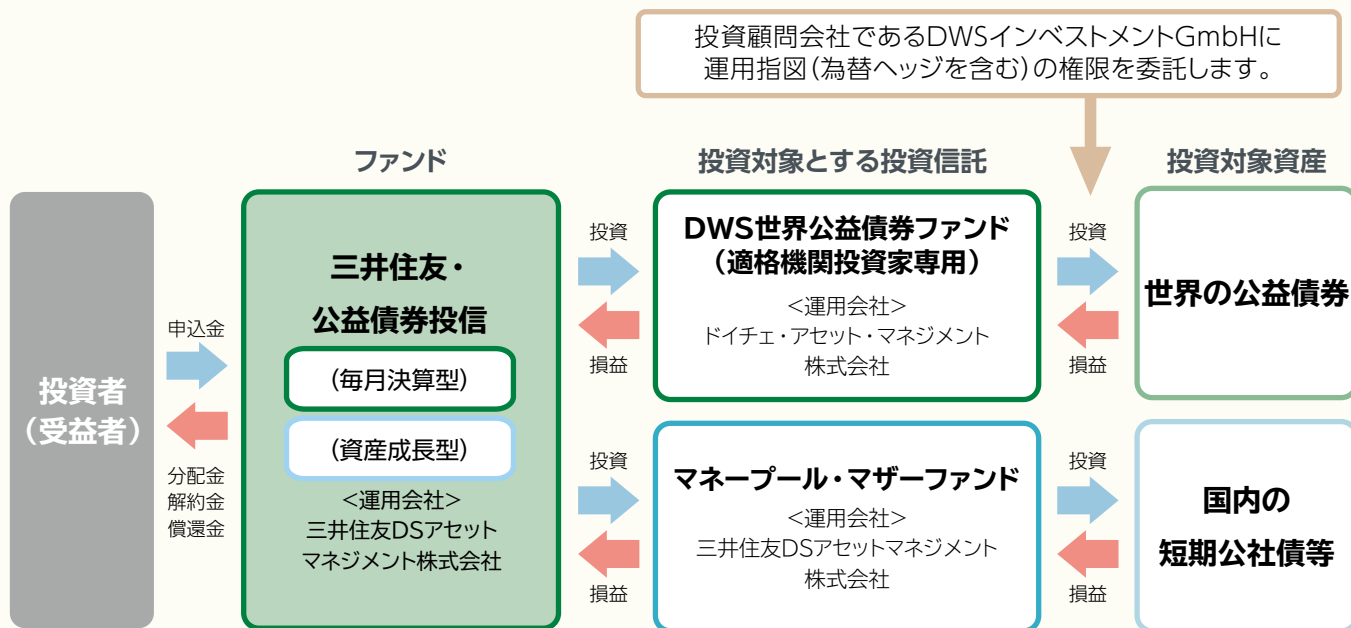 投資顧問会社であるDWSインベストメントGmbHに
運用指図(為替ヘッジを含む)の権限を委託します。
ファンド
投資対象とする投資信託
投資対象資産
投資者
(受益者)
申込金
分配金
解約金
償還金
三井住友・
公益債券投信
(毎月決算型)
(資産成長型)
<運用会社>
三井住友DSアセット
マネジメント株式会社
投資
損益
DWS世界公益債券ファンド
(適格機関投資家専用)
<運用会社>
ドイチェ・アセット・マネジメント
株式会社
投資
損益
世界の公益債券
投資
損益
マネープール・マザーファンド
<運用会社>
三井住友DSアセットマネジメント
株式会社
投資
損益
国内の
短期公社債等